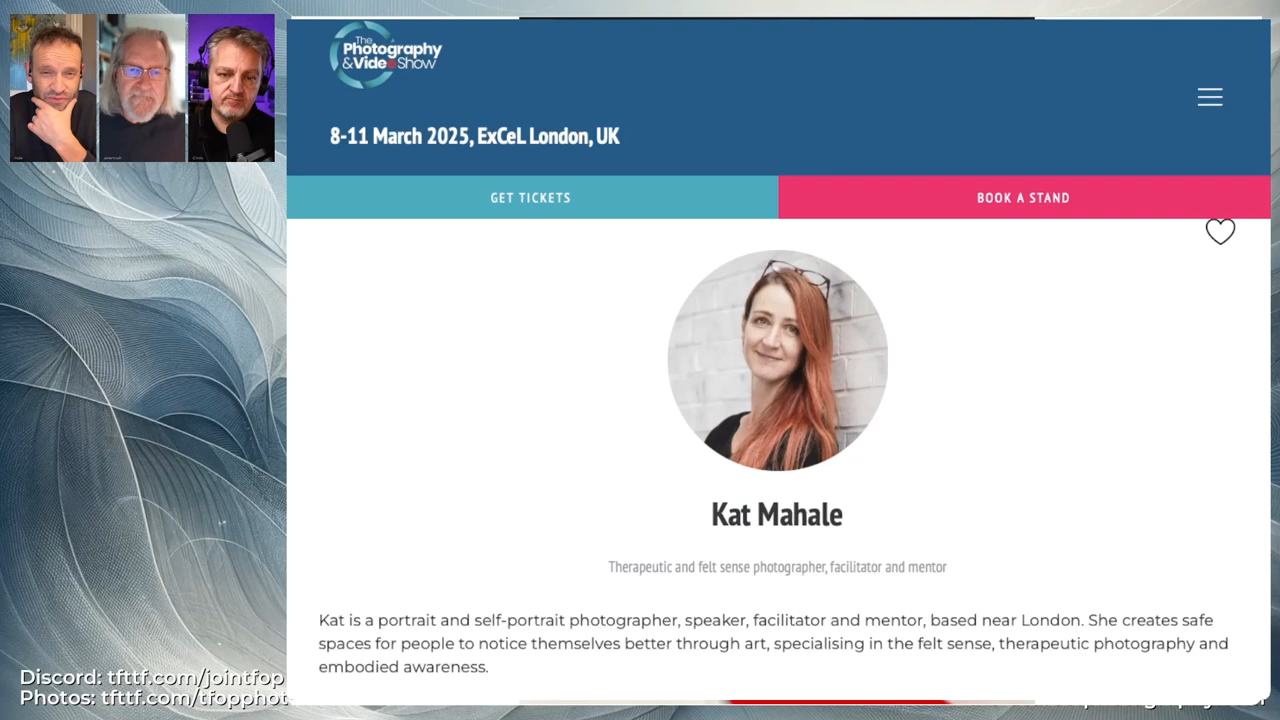 The
Photography
& Video Show
8-11 March 2025, ExCeL London, UK
GET TICKETS
BOOK A STAND
Kat Mahale
Therapeutic and felt sense photographer, facilitator and mentor
Kat is a portrait and self-portrait photographer, speaker, facilitator and mentor, based near London. She creates safe
spaces for people to notice themselves better through art, specialising in the felt sense, therapeutic photography and
embodied awareness.
Discord: tfttf.com/jointfop
Photos: tfttf.com/tfopphot